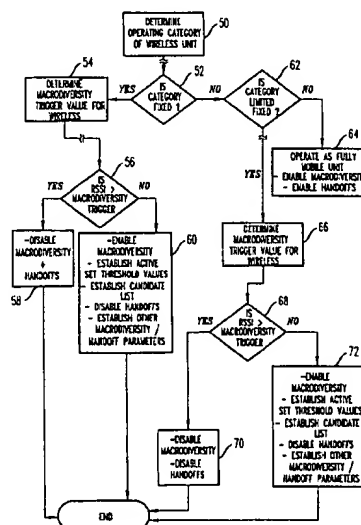 DETERMINE
OPERATING CATEGORY
OF WIRELESS UNIT
50
54
DETERMINE
MACRODIVERSITY
TRIGGER VALUE FOR
WIRELESS
YES
52
IS
CATEGORY
FIXED ?
NO
62
IS
CATEGORY
LIMITED
FIXED ?
NO
64
OPERATE AS FULLY
MOBILE UNIT
- ENABLE MACRODIVERSITY
- ENABLE HANDOFFS
YES
56
IS
RSSI >
MACRODIVERSITY
TRIGGER
YES
NO
-DISABLE
MACRODIVERSITY
+
HANDOFFS
58
-ENABLE
MACRODIVERSITY
- ESTABLISH ACTIVE
SET THRESHOLD VALUES
- ESTABLISH CANDIDATE
LIST
- DISABLE HANDOFFS
- ESTABLISH OTHER
MACRODIVERSITY /
HANDOFF PARAMETERS
60
DETERMINE
MACRODIVERSITY
TRIGGER VALUE FOR
WIRELESS
66
68
IS
RSSI >
MACRODIVERSITY
TRIGGER
YES
NO
-DISABLE
MACRODIVERSITY
-DISABLE
HANDOFFS
70
72
-ENABLE
MACRODIVERSITY
- ESTABLISH ACTIVE
SET THRESHOLD VALUES
- ESTABLISH CANDIDATE
LIST
- DISABLE HANDOFFS
- ESTABLISH OTHER
MACRODIVERSITY /
HANDOFF PARAMETERS
END